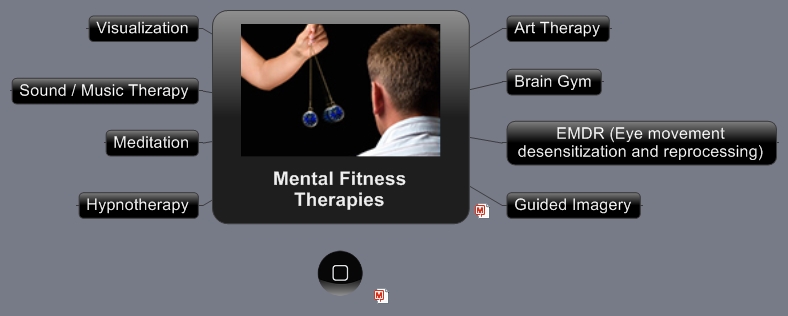 Visualization
Sound / Music Therapy
Meditation
Hypnotherapy
Mental Fitness
Therapies
Art Therapy
Brain Gym
EMDR (Eye movement
desensitization and reprocessing)
Guided Imagery
M
M